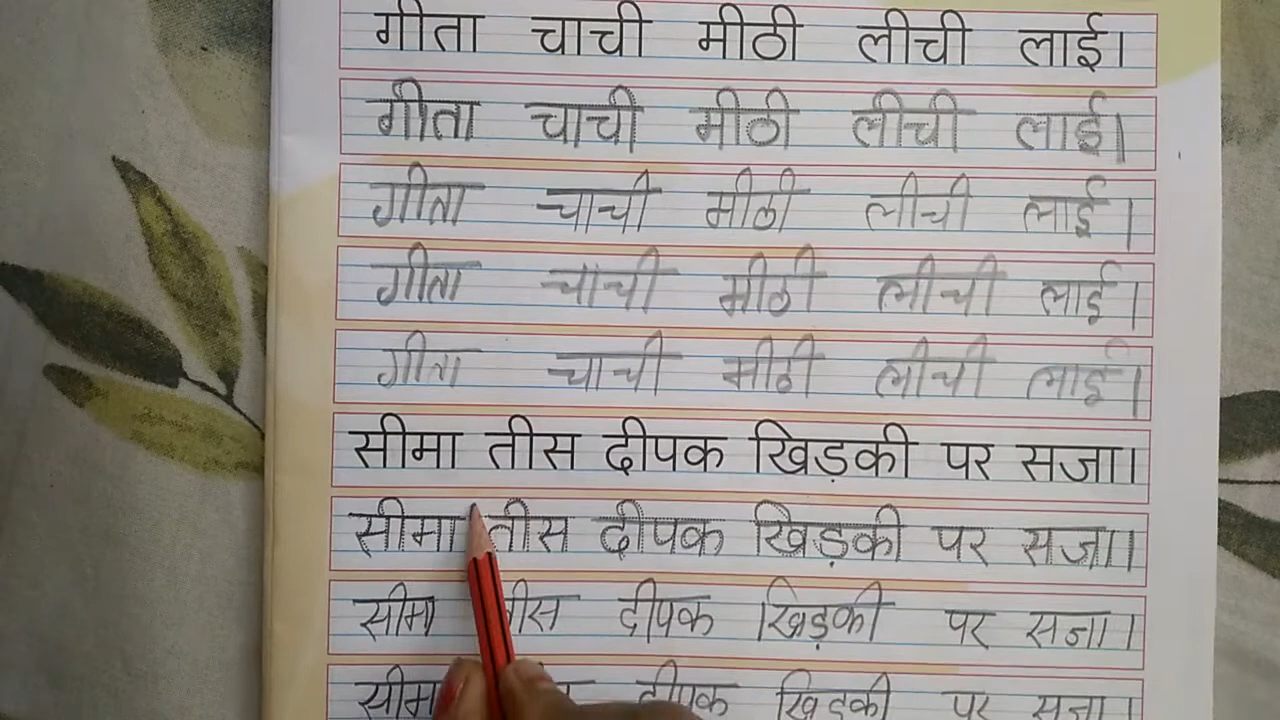 गीता चाची मीठी लीची लाई।
गीता चाची मीठी लीची लाई।
गीता चाची मीठी लीची लाई।
गीता चाची मीठी लीची लाई।
गीता चाची मीठी लीची लाई।
सीमा तीस दीपक खिड़की पर सजा।
सीमा तीस दीपक खिड़की पर सजा।
सीमा तीस दीपक खिड़की पर सजा।
सीमा दीपक खिड़की पर सजा।